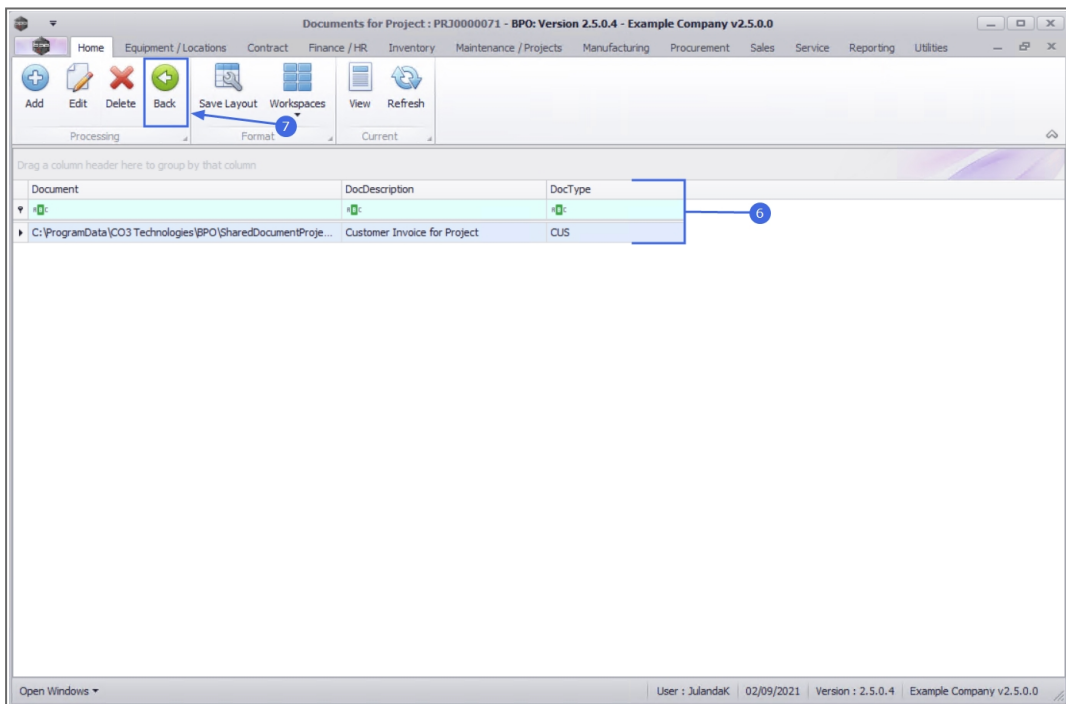 Documents for Project : PRJ0000071 - BPO: Version 2.5.0.4 - Example Company v2.5.0.0
Home Equipment / Locations Contract Finance / HR Inventory Maintenance / Projects Manufacturing Procurement Sales Service Reporting Utilities
Add Edit Delete Back Save Layout Workspaces View Refresh
7
Processing Format Current
Drag a column header here to group by that column
Document DocDescription DocType
6
C:\ProgramData\CO3 Technologies\BPO\SharedDocumentProje... Customer Invoice for Project CUS
Open Windows User : JulandaK 02/09/2021 Version : 2.5.0.4 Example Company v2.5.0.0